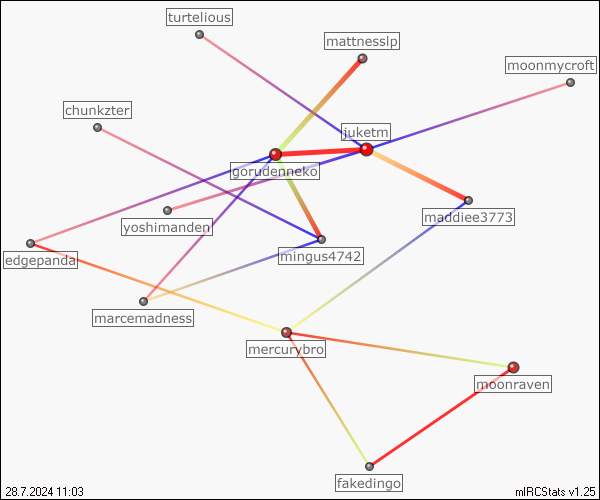 turtelious
mattnesslp
moonmycroft
chunkzter
juketm
gorudenneko
maddiee3773
yoshimanden
mingus4742
edgepanda
marcemadness
mercurybro
moonraven
fakedingo
28.7.2024 11:03
mIRCStats v1.25